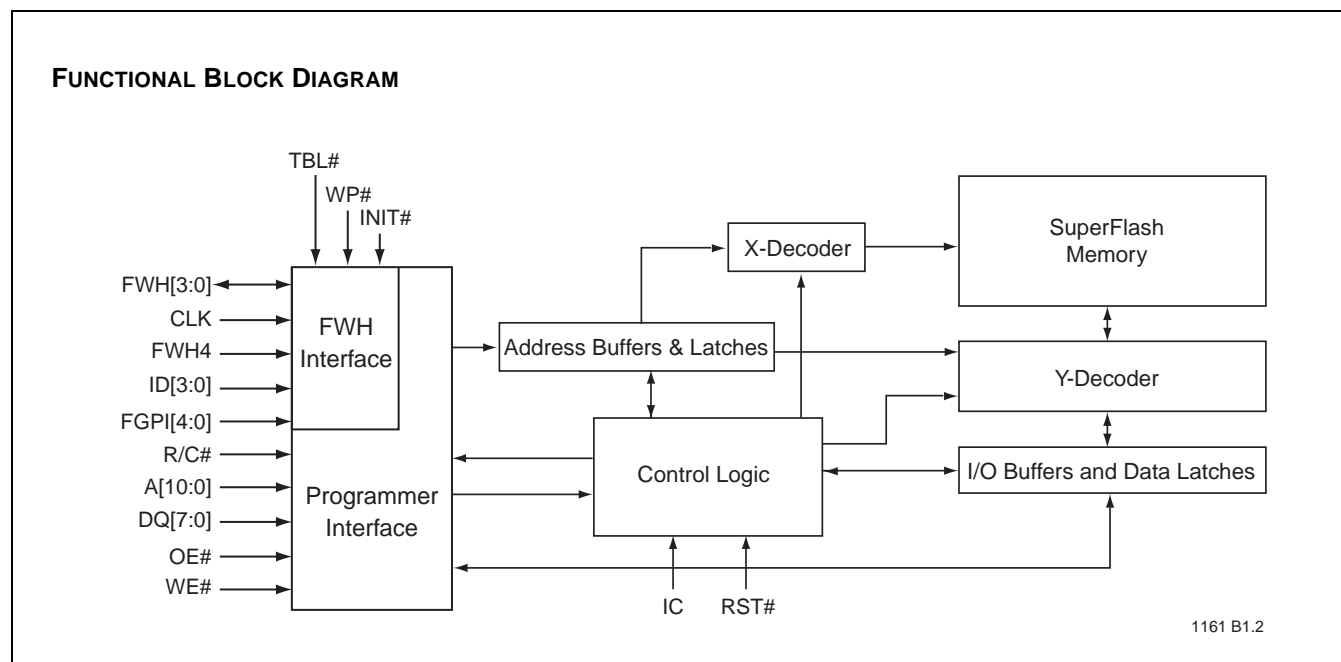 FUNCTIONAL BLOCK DIAGRAM
TBL#
WP#
INIT#
FWH[3:0]
CLK
FWH4
ID[3:0]
FGPI[4:0]
R/C#
A[10:0]
DQ[7:0]
OE#
WE#
FWH
Interface
Programmer
Interface
Address Buffers & Latches
X-Decoder
Control Logic
IC
RST#
SuperFlash
Memory
Y-Decoder
I/O Buffers and Data Latches
1161 B1.2